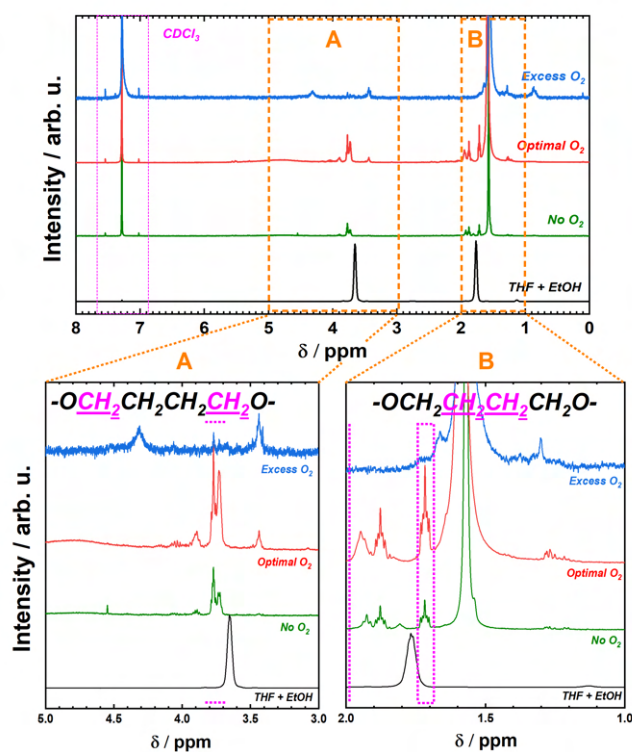 CDCl₃
A
B
Excess O₂
Optimal O₂
No O₂
THF + EtOH
Intensity / arb. u.
8 7 6 5 4 3 2 1 0
δ / ppm
A
B
-OCH₂CH₂CH₂CH₂O-
-OCH₂CH₂CH₂CH₂O-
Excess O₂
Excess O₂
Optimal O₂
Optimal O₂
No O₂
No O₂
THF + EtOH
THF + EtOH
Intensity / arb. u.
5.0 4.5 4.0 3.5 3.0
2.0 1.5 1.0
δ / ppm
δ / ppm